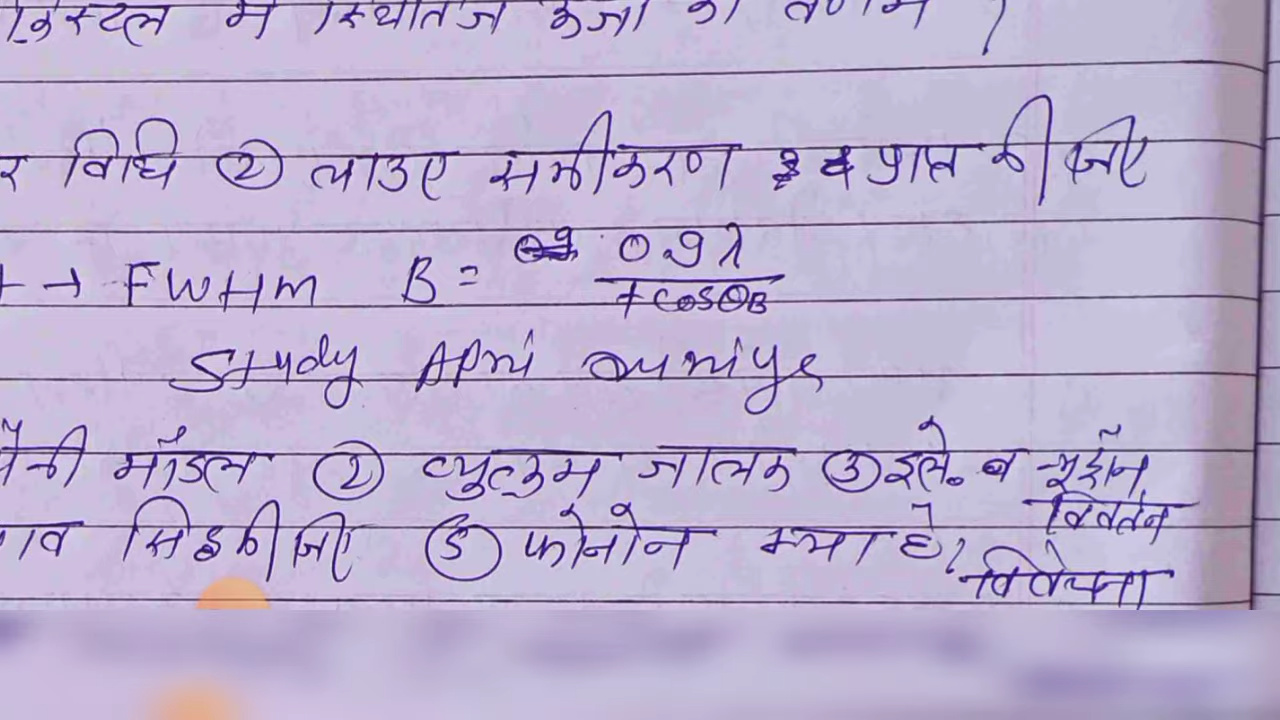 क्रिस्टल में स्थितिज ऊर्जा का वर्णन ?
र विधि ② लाउए समीकरण व प्राप्त कीजिए
→ FWHM B = 0.9λ / t cosθB
Study Apni Duniya
पैनी मॉडल ② व्युत्क्रम जालक ③ इले. व न्यूट्रॉन विवर्तन
भाव सिद्ध कीजिए ⑤ फोनोन क्या है, विवेचना